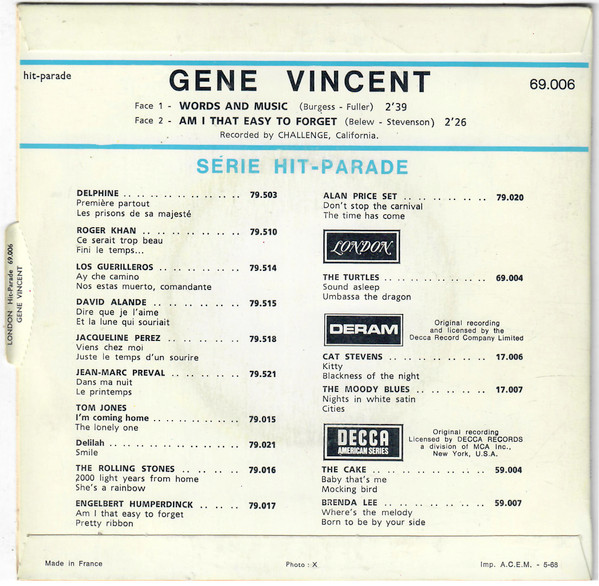 hit-parade
GENE VINCENT
69.006
Face 1 - WORDS AND MUSIC (Burgess - Fuller) 2'39
Face 2 - AM I THAT EASY TO FORGET (Belew - Stevenson) 2'26
Recorded by CHALLENGE, California.
SÉRIE HIT-PARADE
DELPHINE .. .. .. .. .. .. .. .. 79.503
Première partout
Les prisons de sa majesté
ROGER KHAN .. .. .. .. .. .. .. 79.510
Ce serait trop beau
Fini le temps...
LOS GUERILLEROS .. .. .. .. .. 79.514
Ay che camino
Nos estas muerto, comandante
DAVID ALANDE .. .. .. .. .. .. 79.515
Dire que je l'aime
Et la lune qui souriait
JACQUELINE PEREZ .. .. .. .. .. 79.518
Viens chez moi
Juste le temps d'un sourire
JEAN-MARC PREVAL .. .. .. .. .. 79.521
Dans ma nuit
Le printemps
TOM JONES
I'm coming home .. .. .. .. .. .. 79.015
The lonely one
Delilah .. .. .. .. .. .. .. .. .. 79.021
Smile
THE ROLLING STONES .. .. .. .. 79.016
2000 light years from home
She's a rainbow
ENGELBERT HUMPERDINCK .. .. 79.017
Am I that easy to forget
Pretty ribbon
ALAN PRICE SET .. .. .. .. .. .. 79.020
Don't stop the carnival
The time has come
LONDON
THE TURTLES .. .. .. .. .. .. .. 69.004
Sound asleep
Umbassa the dragon
DERAM
Original recording
and licensed by the
Decca Record Company Limited
CAT STEVENS .. .. .. .. .. .. .. 17.006
Kitty
Blackness of the night
THE MOODY BLUES .. .. .. .. .. 17.007
Nights in white satin
Cities
DECCA
AMERICAN SERIES
Original recording
Licensed by DECCA RECORDS
a division of MCA Inc.,
New York, U.S.A.
THE CAKE .. .. .. .. .. .. .. .. 59.004
Baby that's me
Mocking bird
BRENDA LEE .. .. .. .. .. .. .. 59.007
Where's the melody
Born to be by your side
LONDON Hit-Parade 69.006
GENE VINCENT
Made in France
Photo : X
Imp. A.C.E.M. - 5-68